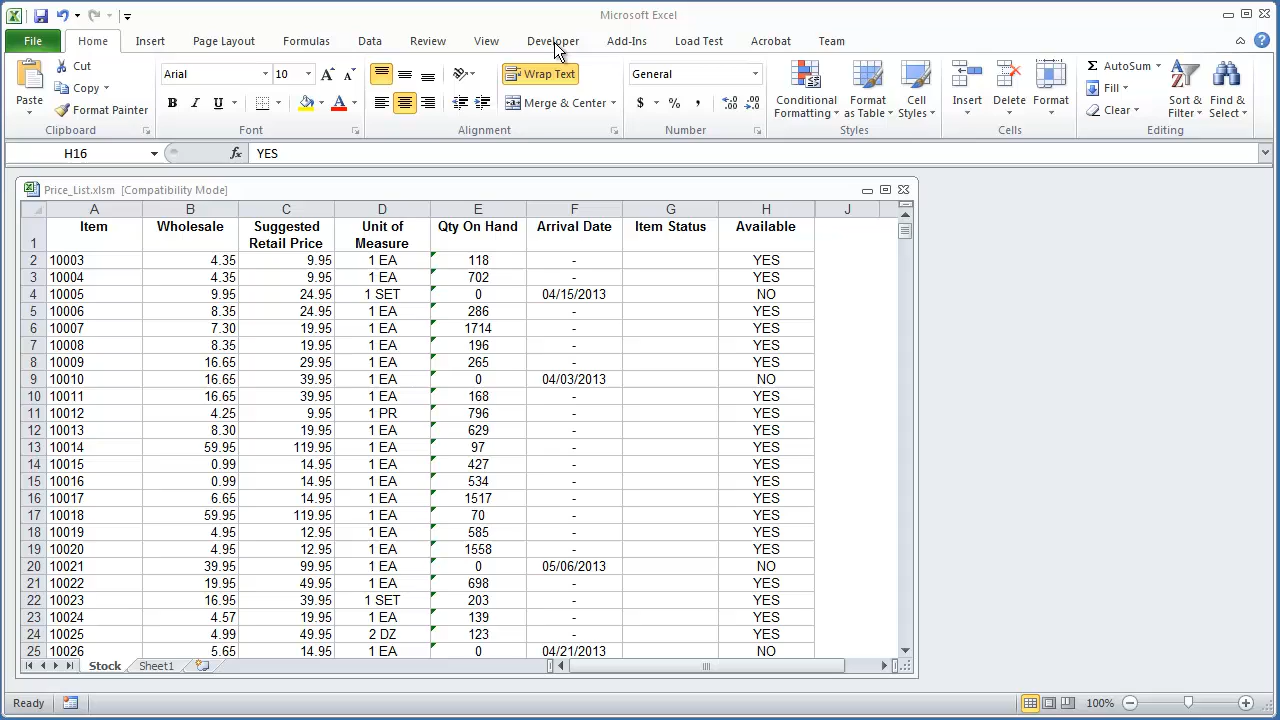 Microsoft Excel
File Home Insert Page Layout Formulas Data Review View Developer Add-Ins Load Test Acrobat Team
Paste Cut Copy Format Painter Clipboard
Arial 10 B I U A Font
Wrap Text Merge & Center Alignment
General $ % , Number
Conditional Formatting Format as Table Cell Styles Styles
Insert Delete Format Cells
Σ AutoSum Fill Clear Sort & Filter Find & Select Editing
H16 fx YES
Price_List.xlsm [Compatibility Mode]
A B C D E F G H J
1 Item Wholesale Suggested Retail Price Unit of Measure Qty On Hand Arrival Date Item Status Available
2 10003 4.35 9.95 1 EA 118 - YES
3 10004 4.35 9.95 1 EA 702 - YES
4 10005 9.95 24.95 1 SET 0 04/15/2013 NO
5 10006 8.35 24.95 1 EA 286 - YES
6 10007 7.30 19.95 1 EA 1714 - YES
7 10008 8.35 19.95 1 EA 196 - YES
8 10009 16.65 29.95 1 EA 265 - YES
9 10010 16.65 39.95 1 EA 0 04/03/2013 NO
10 10011 16.65 39.95 1 EA 168 - YES
11 10012 4.25 9.95 1 PR 796 - YES
12 10013 8.30 19.95 1 EA 629 - YES
13 10014 59.95 119.95 1 EA 97 - YES
14 10015 0.99 14.95 1 EA 427 - YES
15 10016 0.99 14.95 1 EA 534 - YES
16 10017 6.65 14.95 1 EA 1517 - YES
17 10018 59.95 119.95 1 EA 70 - YES
18 10019 4.95 12.95 1 EA 585 - YES
19 10020 4.95 12.95 1 EA 1558 - YES
20 10021 39.95 99.95 1 EA 0 05/06/2013 NO
21 10022 19.95 49.95 1 EA 698 - YES
22 10023 16.95 39.95 1 SET 203 - YES
23 10024 4.57 19.95 1 EA 139 - YES
24 10025 4.99 49.95 2 DZ 123 - YES
25 10026 5.65 14.95 1 EA 0 04/21/2013 NO
Stock Sheet1
Ready 100%